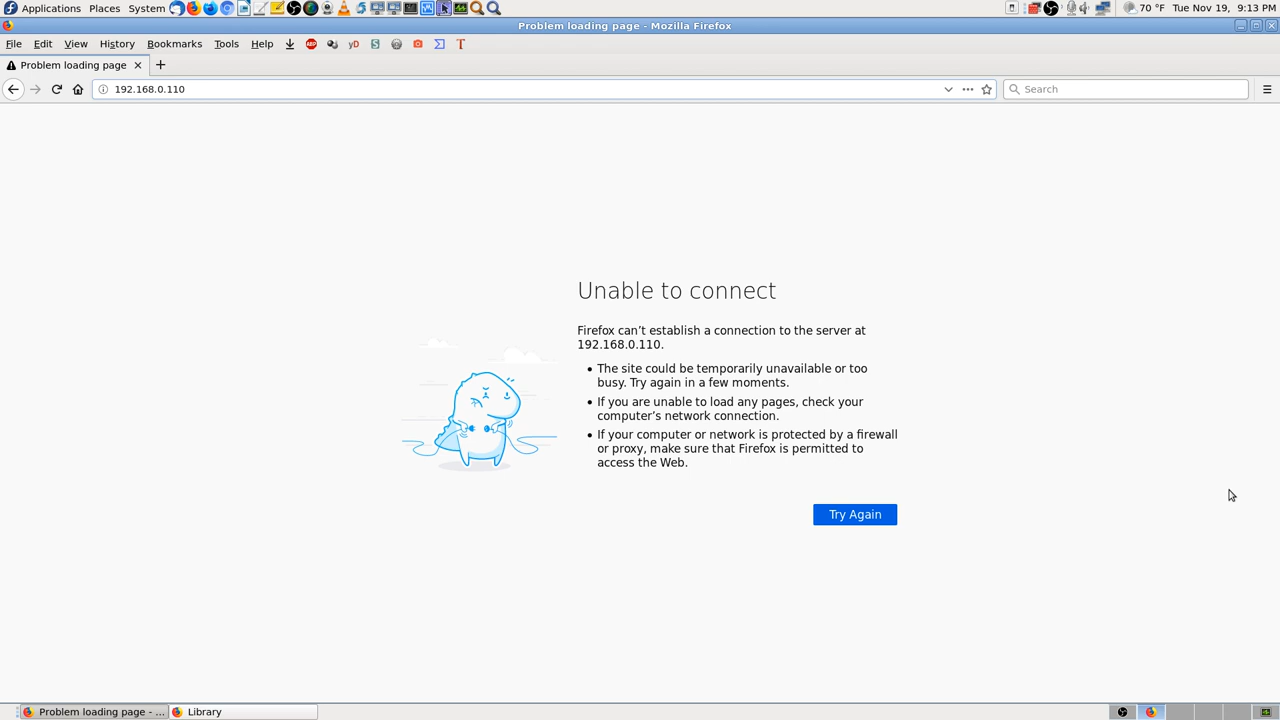 Applications Places System 70 °F Tue Nov 19, 9:13 PM
Problem loading page - Mozilla Firefox
File Edit View History Bookmarks Tools Help ABP yD S T
Problem loading page
192.168.0.110 Search
Unable to connect
Firefox can’t establish a connection to the server at
192.168.0.110.
• The site could be temporarily unavailable or too
busy. Try again in a few moments.
• If you are unable to load any pages, check your
computer’s network connection.
• If your computer or network is protected by a firewall
or proxy, make sure that Firefox is permitted to
access the Web.
Try Again
Problem loading page - ... Library